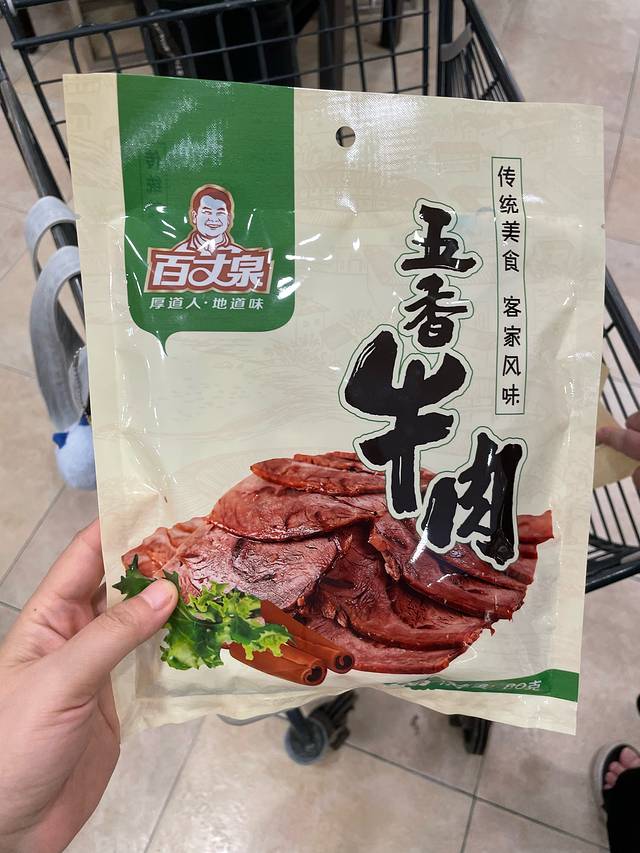 百丈泉
厚道人·地道味
传统美食 客家风味
五香
牛肉